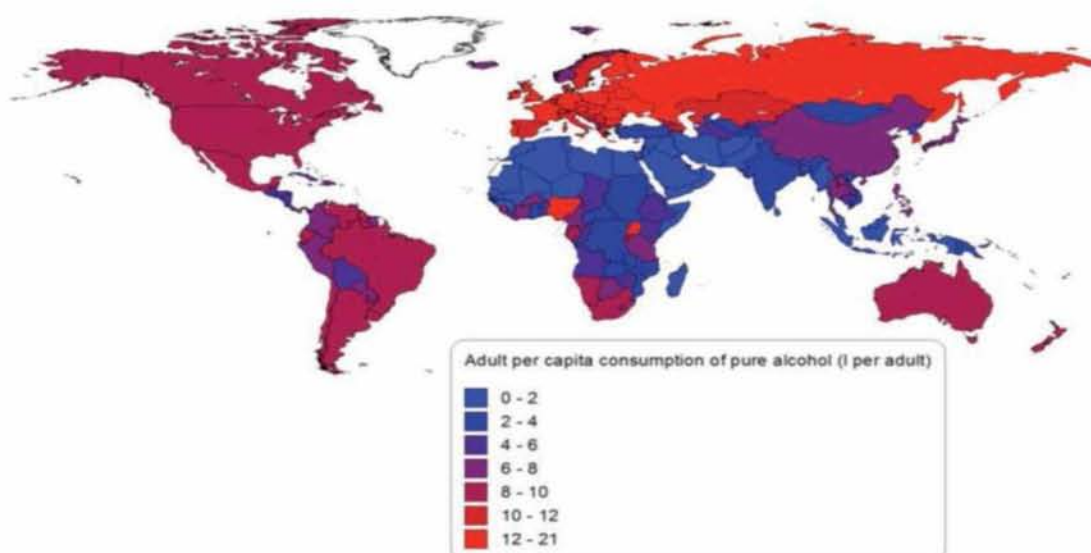 Adult per capita consumption of pure alcohol (l per adult)
0 - 2
2 - 4
4 - 6
6 - 8
8 - 10
10 - 12
12 - 21